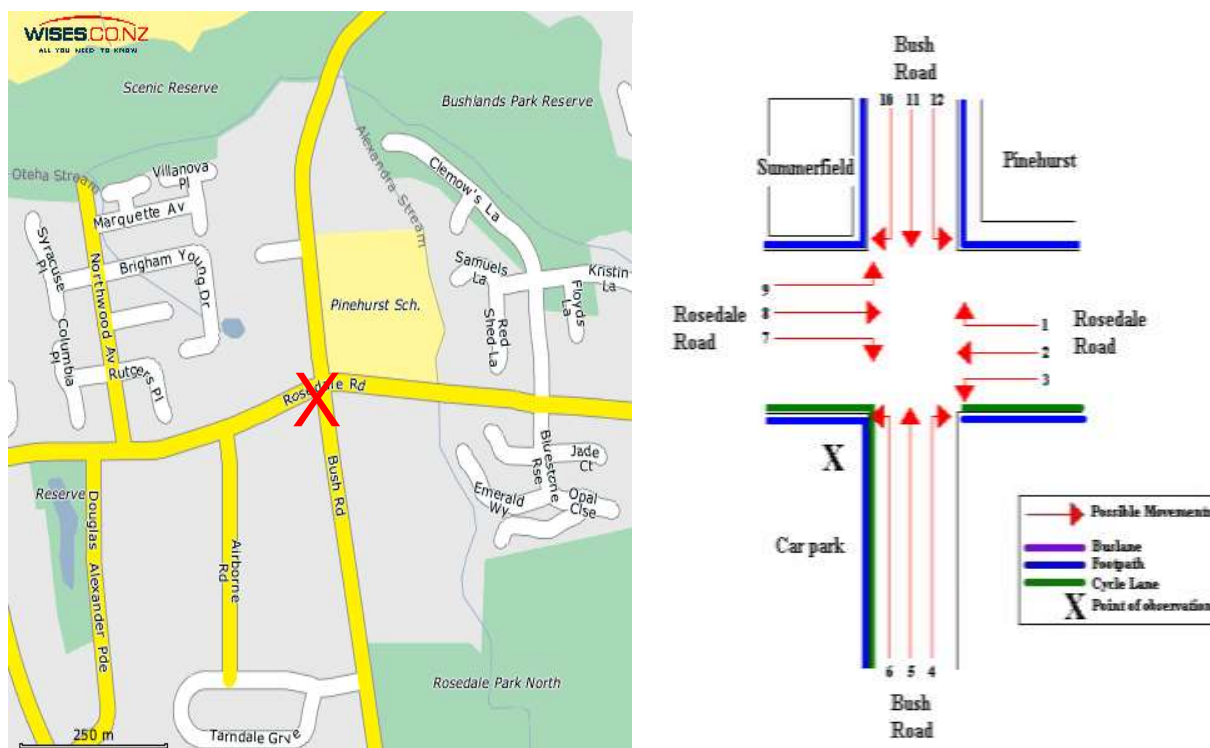 WISES.CO.NZ
ALL YOU NEED TO KNOW
Scenic Reserve
Bushlands Park Reserve
Alexandra Stream
Oteha Stream
Villanova
Pl
Marquette Av
Clemow's La
Syracuse
Pl
Northwood Av
Brigham Young Dr
Samuels
La
Kristin
La
Floyds
La
Red
Shed-La
Pinehurst Sch.
Columbia
Pl
Rutgers Pl
Rosedale Rd
X
Bush Rd
Bluestone
Rse
Jade
Ct
Emerald
Wy
Opal
Clse
Reserve
Douglas Alexander Pde
Airborne
Rd
Rosedale Park North
Tarndale Grve
250 m
Bush
Road
10 11 12
Summerfield
Pinehurst
9
8
7
Rosedale
Road
1
2
3
Rosedale
Road
X
Car park
6 5 4
Bush
Road
Possible Movements
Buslane
Footpath
Cycle Lane
X Point of observation